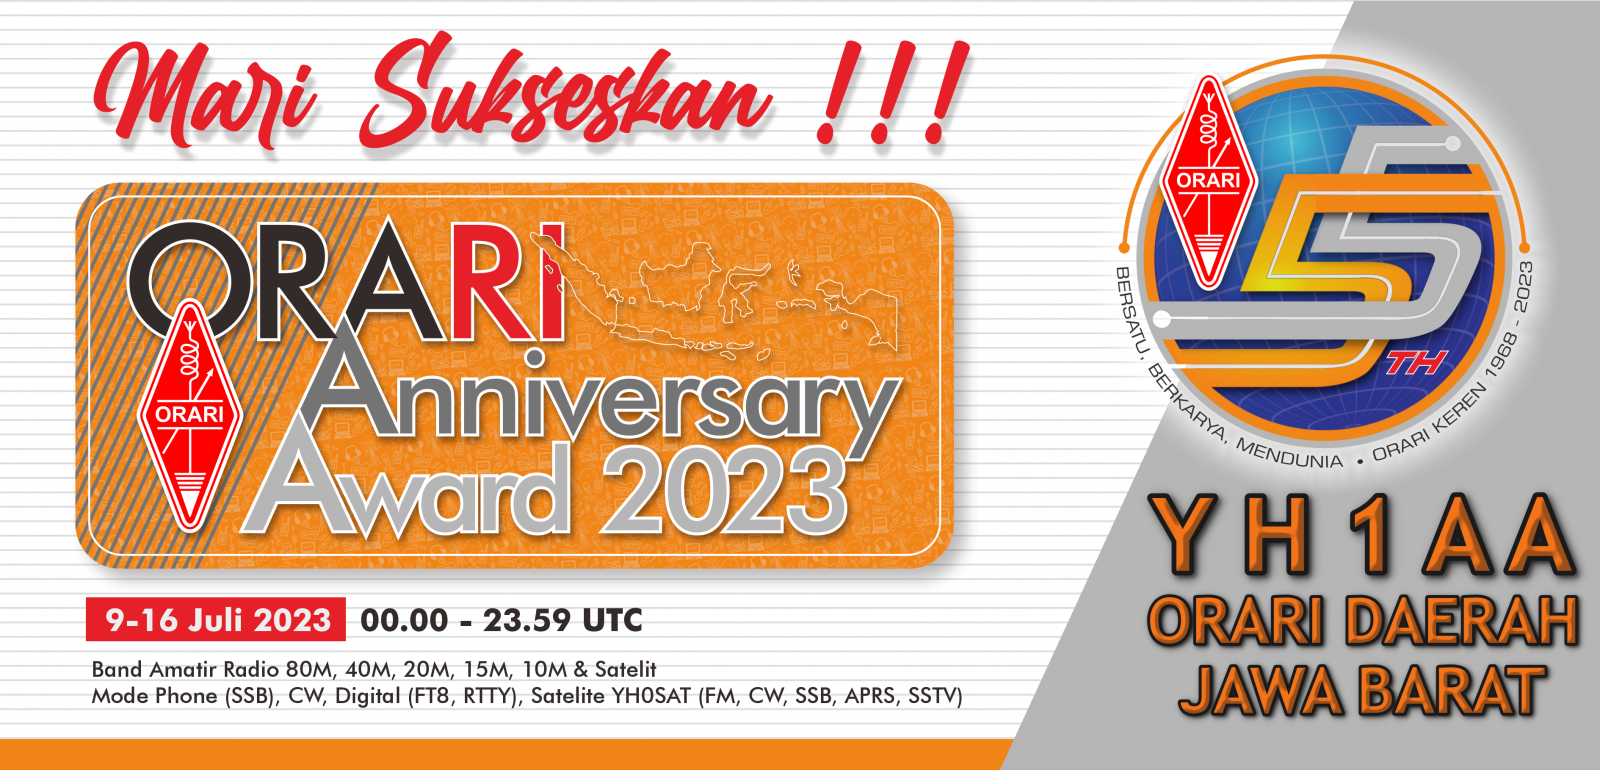 Mari Sukseskan !!!
ORARI
ORARI
Anniversary
Award 2023
9-16 Juli 2023 00.00 - 23.59 UTC
Band Amatir Radio 80M, 40M, 20M, 15M, 10M & Satelit
Mode Phone (SSB), CW, Digital (FT8, RTTY), Satelite YH0SAT (FM, CW, SSB, APRS, SSTV)
ORARI
55
TH
BERSATU, BERKARYA, MENDUNIA • ORARI KEREN 1968 - 2023
Y H 1 A A
ORARI DAERAH
JAWA BARAT